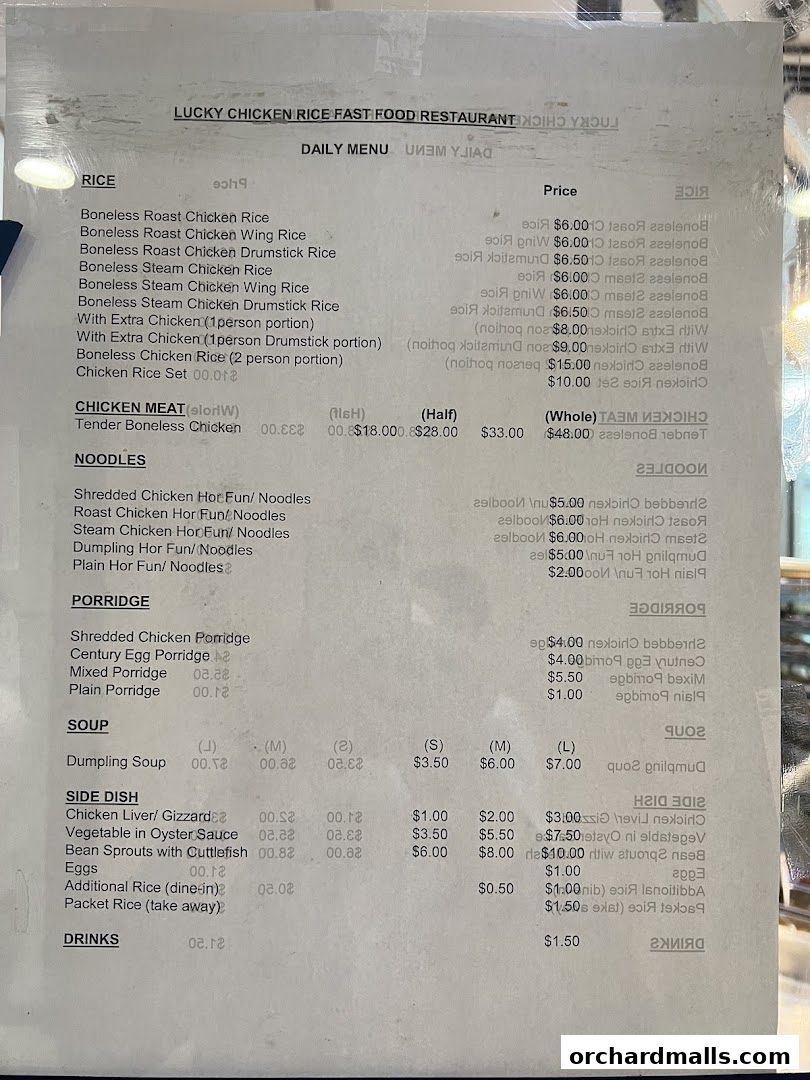 LUCKY CHICKEN RICE FAST FOOD RESTAURANT
DAILY MENU
RICE Price
Boneless Roast Chicken Rice $6.00
Boneless Roast Chicken Wing Rice $6.00
Boneless Roast Chicken Drumstick Rice $6.50
Boneless Steam Chicken Rice $6.00
Boneless Steam Chicken Wing Rice $6.00
Boneless Steam Chicken Drumstick Rice $6.50
With Extra Chicken (1person portion) $8.00
With Extra Chicken (1person Drumstick portion) $9.00
Boneless Chicken Rice (2 person portion) $15.00
Chicken Rice Set $10.00
CHICKEN MEAT (Half) (Whole)
Tender Boneless Chicken $18.00 $28.00 $33.00 $48.00
NOODLES
Shredded Chicken Hor Fun/ Noodles $5.00
Roast Chicken Hor Fun/ Noodles $6.00
Steam Chicken Hor Fun/ Noodles $6.00
Dumpling Hor Fun/ Noodles $5.00
Plain Hor Fun/ Noodles $2.00
PORRIDGE
Shredded Chicken Porridge $4.00
Century Egg Porridge $4.00
Mixed Porridge $5.50
Plain Porridge $1.00
SOUP
(S) (M) (L)
Dumpling Soup $3.50 $6.00 $7.00
SIDE DISH
Chicken Liver/ Gizzard $1.00 $2.00 $3.00
Vegetable in Oyster Sauce $3.50 $5.50 $7.50
Bean Sprouts with Cuttlefish $6.00 $8.00 $10.00
Eggs $1.00
Additional Rice (dine-in) $0.50 $1.00
Packet Rice (take away) $1.50
DRINKS $1.50
orchardmalls.com